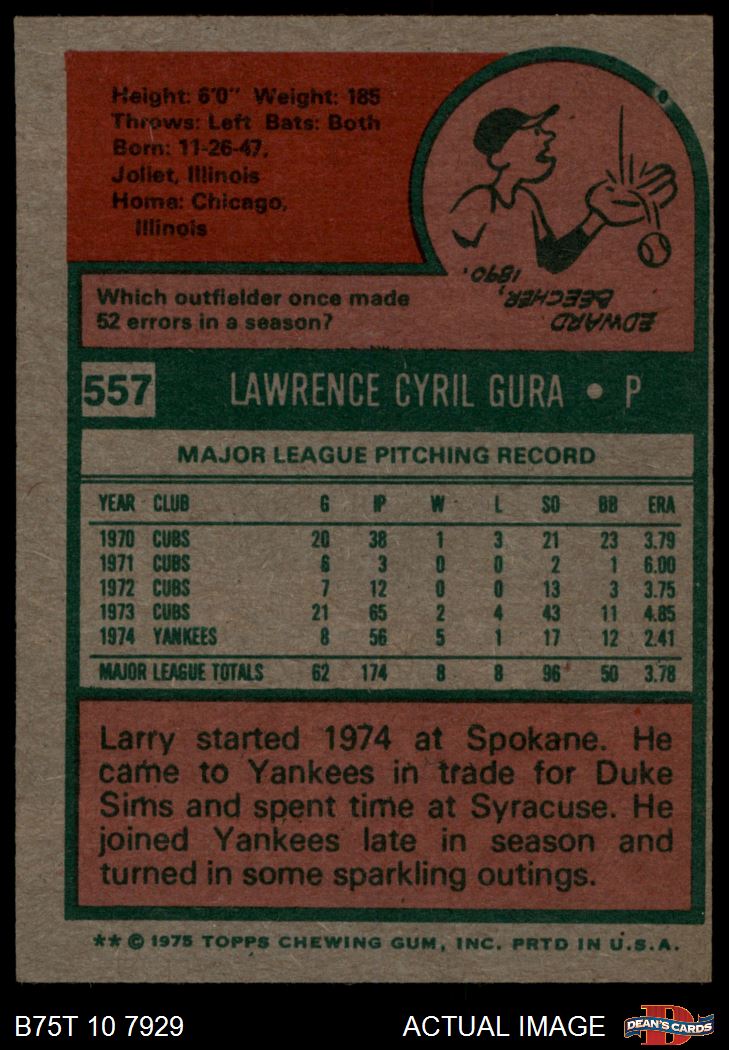 Height: 6'0" Weight: 185
Throws: Left Bats: Both
Born: 11-26-47,
Joliet, Illinois
Home: Chicago,
Illinois
Which outfielder once made
52 errors in a season?
EDWARD
BEECHER,
1890.
557 LAWRENCE CYRIL GURA • P
MAJOR LEAGUE PITCHING RECORD
YEAR CLUB G IP W L SO BB ERA
1970 CUBS 20 38 1 3 21 23 3.79
1971 CUBS 6 3 0 0 2 1 6.00
1972 CUBS 7 12 0 0 13 3 3.75
1973 CUBS 21 65 2 4 43 11 4.85
1974 YANKEES 8 56 5 1 17 12 2.41
MAJOR LEAGUE TOTALS 62 174 8 8 96 50 3.78
Larry started 1974 at Spokane. He
came to Yankees in trade for Duke
Sims and spent time at Syracuse. He
joined Yankees late in season and
turned in some sparkling outings.
** © 1975 TOPPS CHEWING GUM, INC. PRTD IN U.S.A.
B75T 10 7929 ACTUAL IMAGE D DEAN'S CARDS